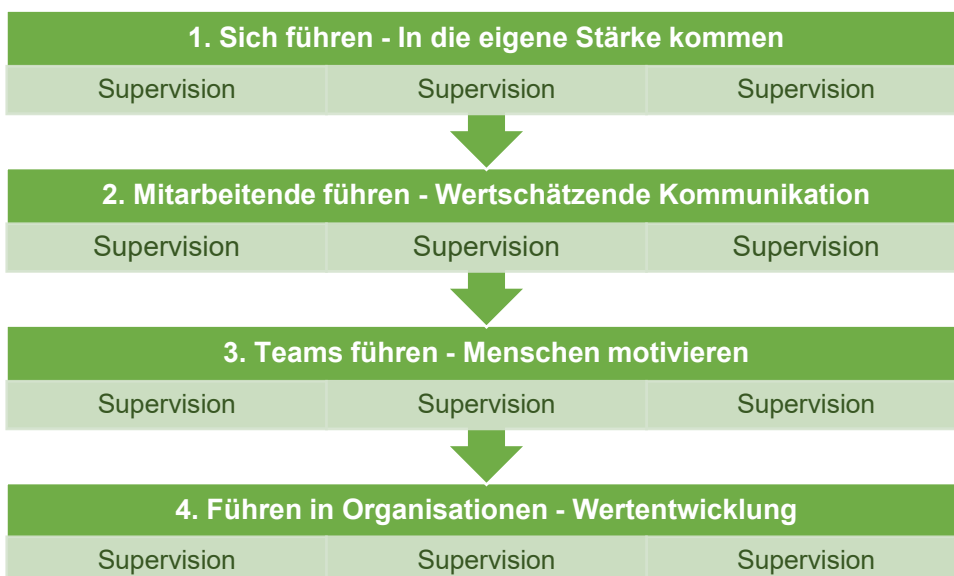 1. Sich führen - In die eigene Stärke kommen
Supervision Supervision Supervision
2. Mitarbeitende führen - Wertschätzende Kommunikation
Supervision Supervision Supervision
3. Teams führen - Menschen motivieren
Supervision Supervision Supervision
4. Führen in Organisationen - Wertentwicklung
Supervision Supervision Supervision